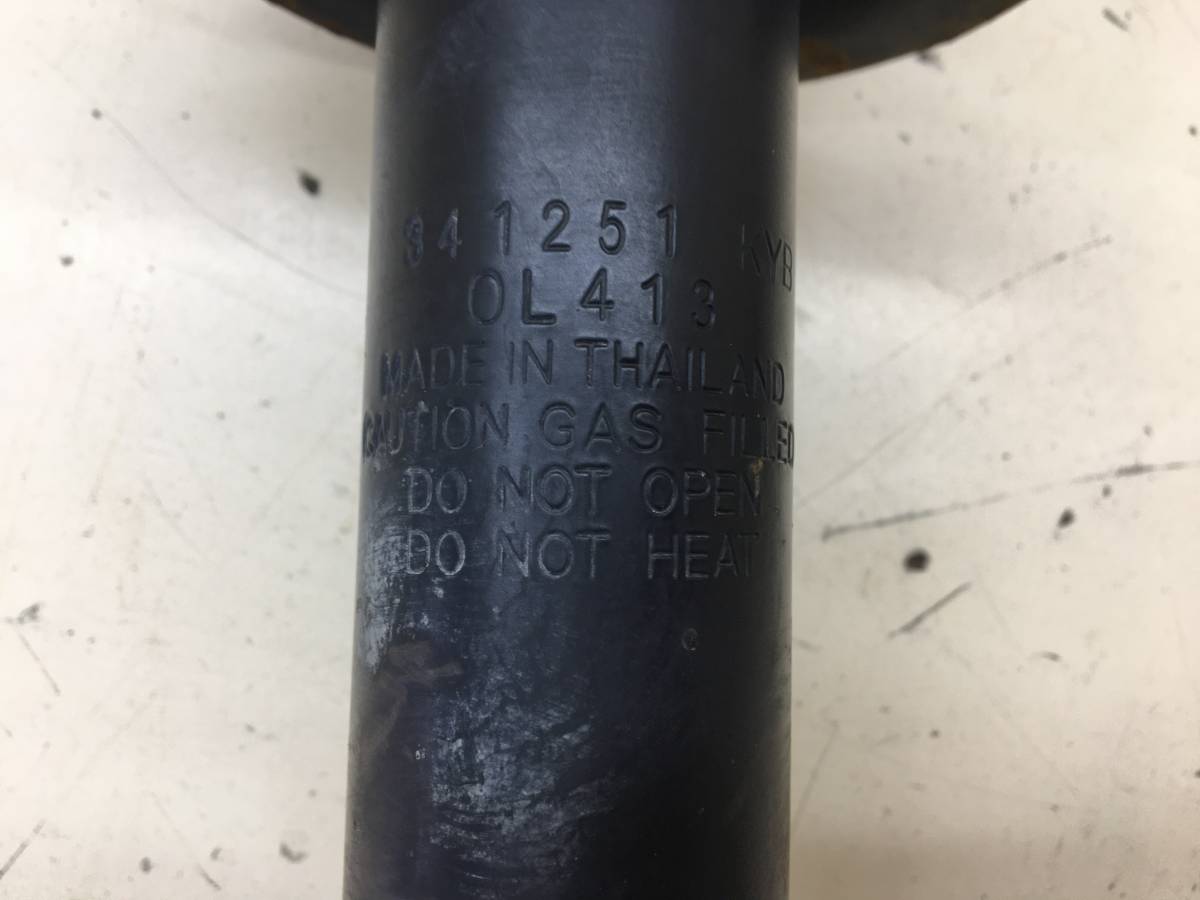 341251 KYB
0L413
MADE IN THAILAND
CAUTION GAS FILLED
DO NOT OPEN
DO NOT HEAT